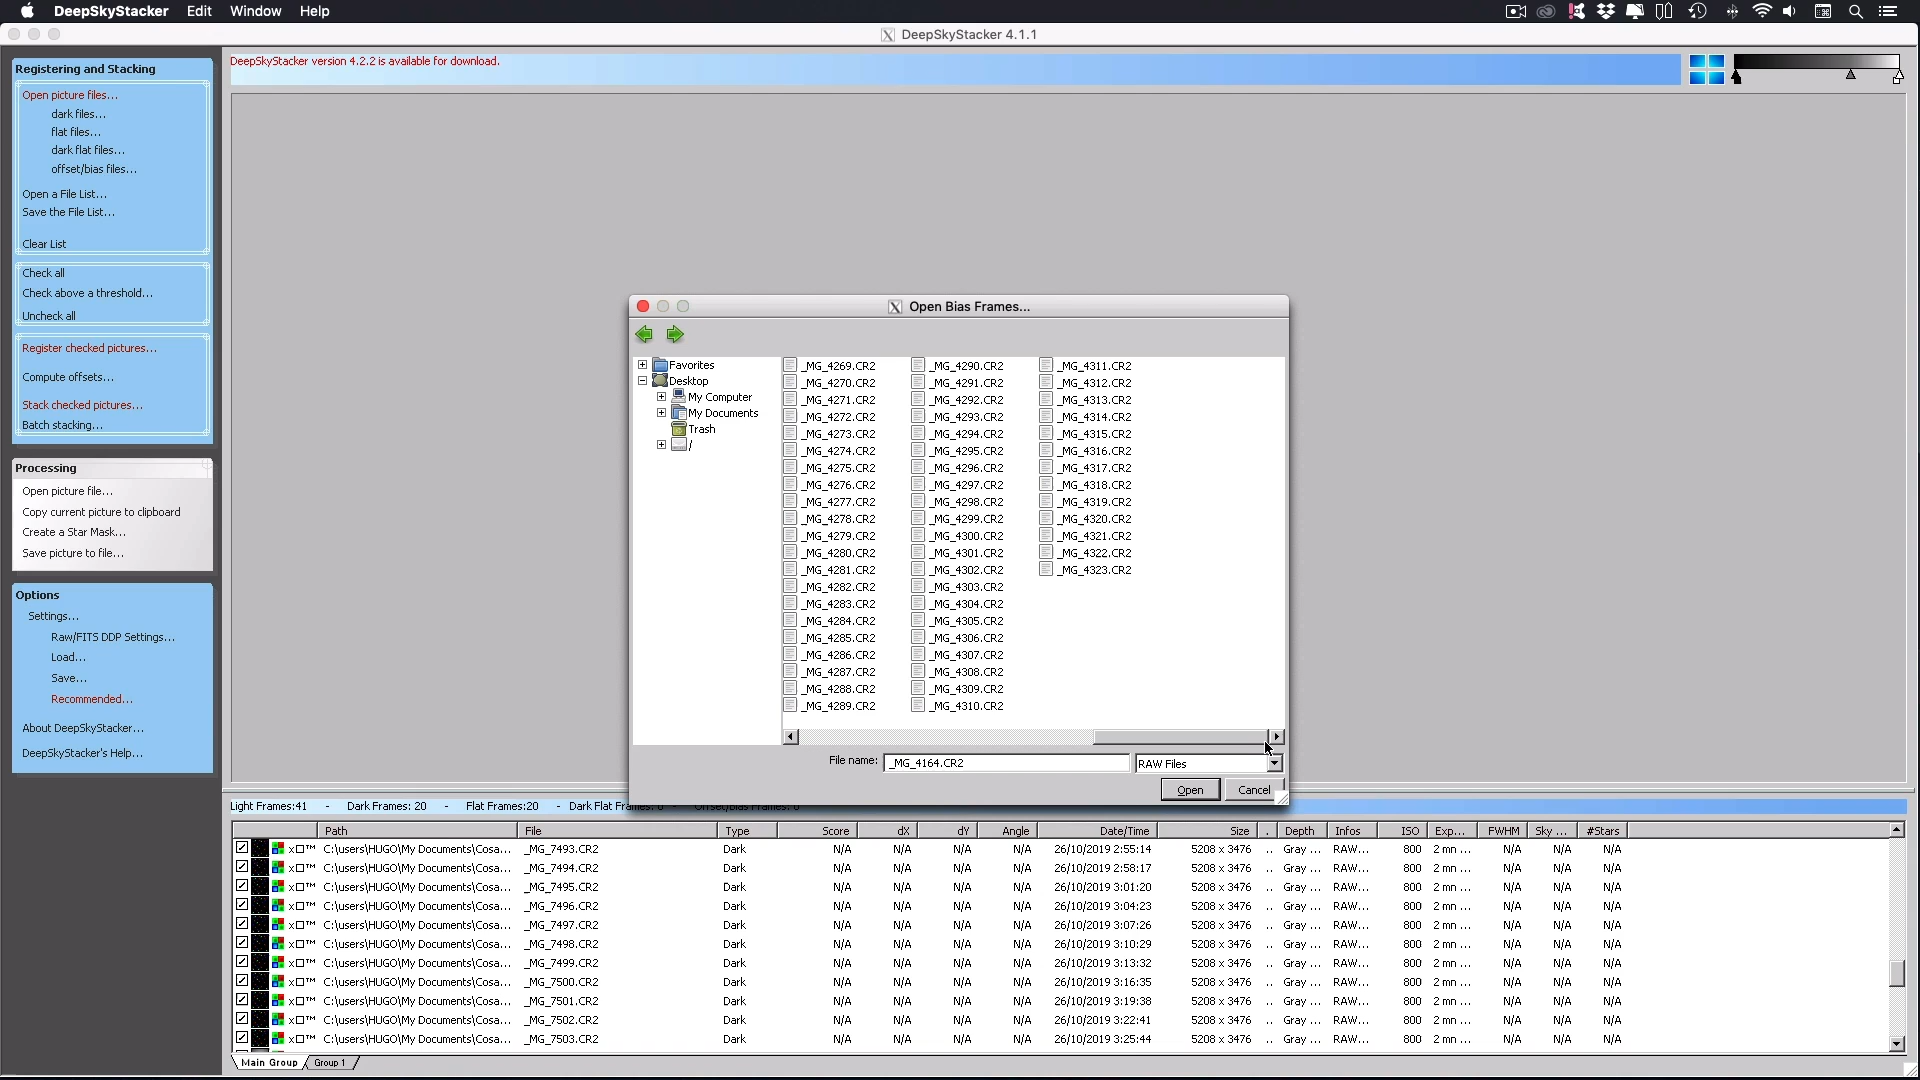 DeepSkyStacker Edit Window Help
DeepSkyStacker 4.1.1
Registering and Stacking
Open picture files...
dark files...
flat files...
dark flat files...
offset/bias files...
Open a File List...
Save the File List...
Clear List
Check all
Check above a threshold...
Uncheck all
Register checked pictures...
Compute offsets...
Stack checked pictures...
Batch stacking...
Processing
Open picture file...
Copy current picture to clipboard
Create a Star Mask...
Save picture to file...
Options
Settings...
Raw/FITS DDP Settings...
Load...
Save...
Recommended...
About DeepSkyStacker...
DeepSkyStacker's Help...
DeepSkyStacker version 4.2.2 is available for download.
Open Bias Frames...
Favorites
Desktop
My Computer
My Documents
Trash
/
_MG_4269.CR2 _MG_4290.CR2 _MG_4311.CR2
_MG_4270.CR2 _MG_4291.CR2 _MG_4312.CR2
_MG_4271.CR2 _MG_4292.CR2 _MG_4313.CR2
_MG_4272.CR2 _MG_4293.CR2 _MG_4314.CR2
_MG_4273.CR2 _MG_4294.CR2 _MG_4315.CR2
_MG_4274.CR2 _MG_4295.CR2 _MG_4316.CR2
_MG_4275.CR2 _MG_4296.CR2 _MG_4317.CR2
_MG_4276.CR2 _MG_4297.CR2 _MG_4318.CR2
_MG_4277.CR2 _MG_4298.CR2 _MG_4319.CR2
_MG_4278.CR2 _MG_4299.CR2 _MG_4320.CR2
_MG_4279.CR2 _MG_4300.CR2 _MG_4321.CR2
_MG_4280.CR2 _MG_4301.CR2 _MG_4322.CR2
_MG_4281.CR2 _MG_4302.CR2 _MG_4323.CR2
_MG_4282.CR2 _MG_4303.CR2
_MG_4283.CR2 _MG_4304.CR2
_MG_4284.CR2 _MG_4305.CR2
_MG_4285.CR2 _MG_4306.CR2
_MG_4286.CR2 _MG_4307.CR2
_MG_4287.CR2 _MG_4308.CR2
_MG_4288.CR2 _MG_4309.CR2
_MG_4289.CR2 _MG_4310.CR2
File name: _MG_4164.CR2 RAW Files
Open Cancel
Light Frames:41 - Dark Frames: 20 - Flat Frames:20 - Dark Flat
Path File Type Score dX dY Angle Date/Time Size . Depth Infos ISO Exp... FWHM Sky ... #Stars
x□™ C:\users\HUGO\My Documents\Cosa... _MG_7493.CR2 Dark N/A N/A N/A N/A 26/10/2019 2:55:14 5208 x 3476 .. Gray ... RAW... 800 2 mn ... N/A N/A N/A
x□™ C:\users\HUGO\My Documents\Cosa... _MG_7494.CR2 Dark N/A N/A N/A N/A 26/10/2019 2:58:17 5208 x 3476 .. Gray ... RAW... 800 2 mn ... N/A N/A N/A
x□™ C:\users\HUGO\My Documents\Cosa... _MG_7495.CR2 Dark N/A N/A N/A N/A 26/10/2019 3:01:20 5208 x 3476 .. Gray ... RAW... 800 2 mn ... N/A N/A N/A
x□™ C:\users\HUGO\My Documents\Cosa... _MG_7496.CR2 Dark N/A N/A N/A N/A 26/10/2019 3:04:23 5208 x 3476 .. Gray ... RAW... 800 2 mn ... N/A N/A N/A
x□™ C:\users\HUGO\My Documents\Cosa... _MG_7497.CR2 Dark N/A N/A N/A N/A 26/10/2019 3:07:26 5208 x 3476 .. Gray ... RAW... 800 2 mn ... N/A N/A N/A
x□™ C:\users\HUGO\My Documents\Cosa... _MG_7498.CR2 Dark N/A N/A N/A N/A 26/10/2019 3:10:29 5208 x 3476 .. Gray ... RAW... 800 2 mn ... N/A N/A N/A
x□™ C:\users\HUGO\My Documents\Cosa... _MG_7499.CR2 Dark N/A N/A N/A N/A 26/10/2019 3:13:32 5208 x 3476 .. Gray ... RAW... 800 2 mn ... N/A N/A N/A
x□™ C:\users\HUGO\My Documents\Cosa... _MG_7500.CR2 Dark N/A N/A N/A N/A 26/10/2019 3:16:35 5208 x 3476 .. Gray ... RAW... 800 2 mn ... N/A N/A N/A
x□™ C:\users\HUGO\My Documents\Cosa... _MG_7501.CR2 Dark N/A N/A N/A N/A 26/10/2019 3:19:38 5208 x 3476 .. Gray ... RAW... 800 2 mn ... N/A N/A N/A
x□™ C:\users\HUGO\My Documents\Cosa... _MG_7502.CR2 Dark N/A N/A N/A N/A 26/10/2019 3:22:41 5208 x 3476 .. Gray ... RAW... 800 2 mn ... N/A N/A N/A
x□™ C:\users\HUGO\My Documents\Cosa... _MG_7503.CR2 Dark N/A N/A N/A N/A 26/10/2019 3:25:44 5208 x 3476 .. Gray ... RAW... 800 2 mn ... N/A N/A N/A
Main Group Group 1